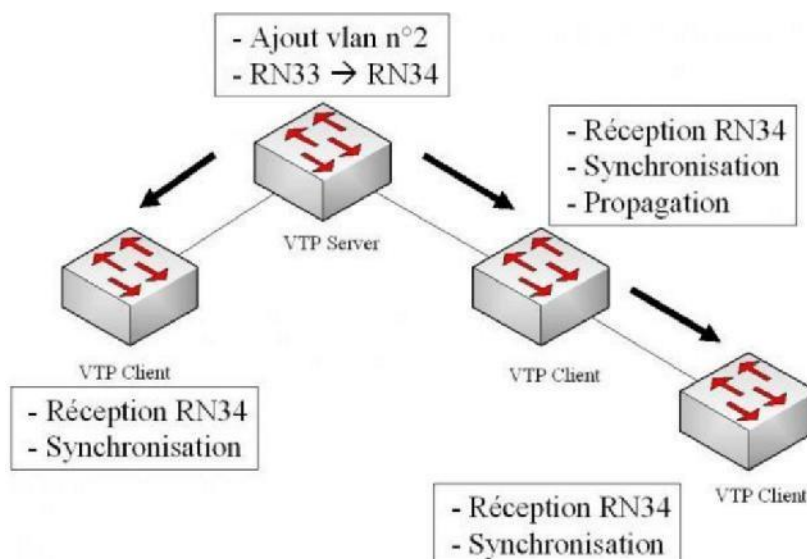 - Ajout vlan n°2
- RN33 → RN34
- Réception RN34
- Synchronisation
- Propagation
VTP Server
VTP Client
- Réception RN34
- Synchronisation
VTP Client
VTP Client
- Réception RN34
- Synchronisation